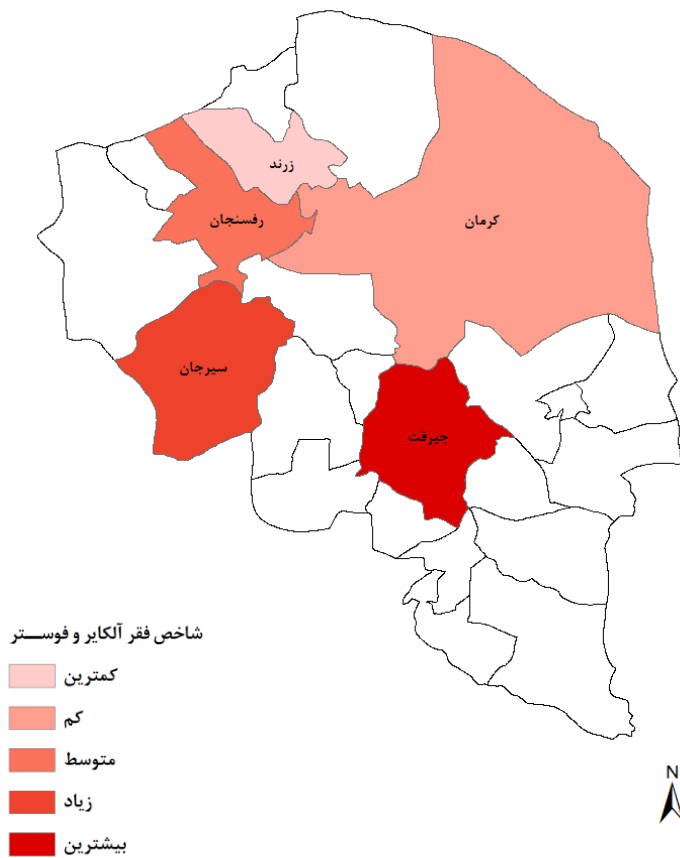 زرند
رفسنجان
کرمان
سیرجان
جیرفت
شاخص فقر آلکایر و فوستر
کمترین
کم
متوسط
زیاد
بیشترین
N